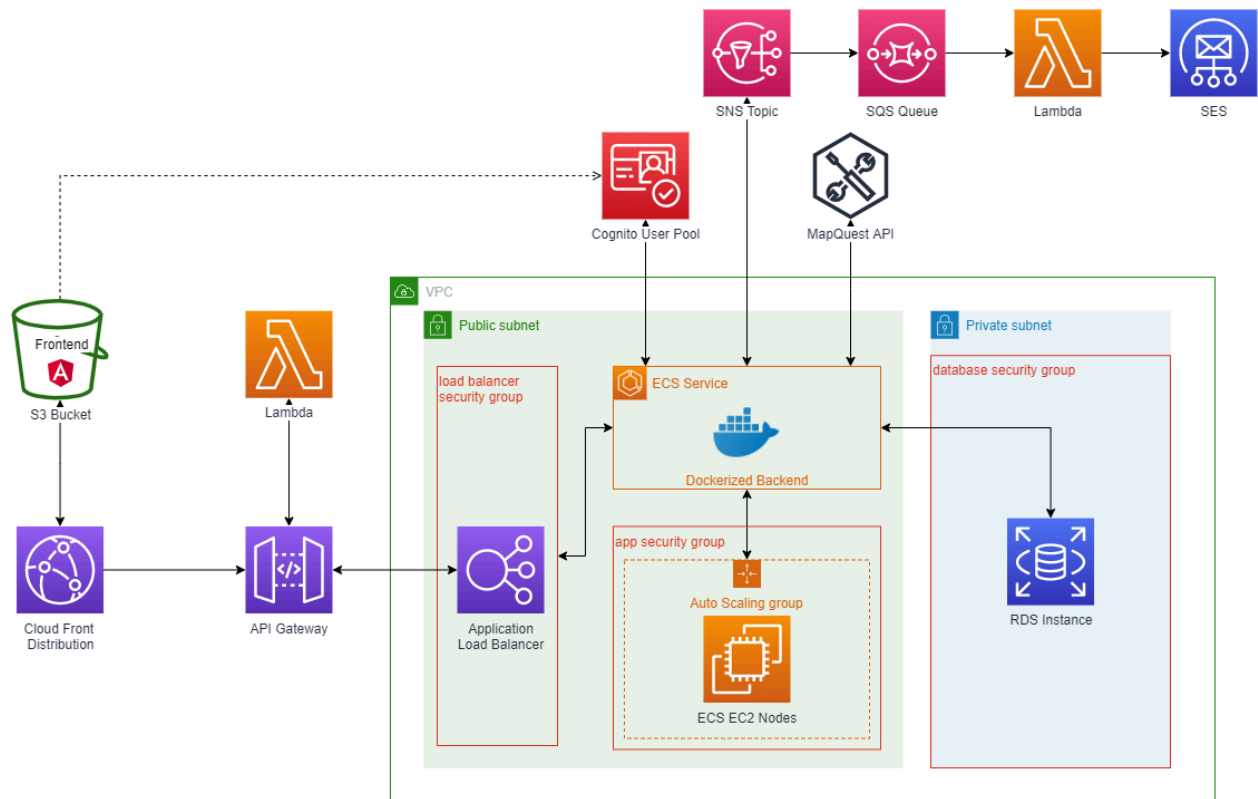 SNS Topic
SQS Queue
Lambda
SES
Cognito User Pool
MapQuest API
VPC
Public subnet
Private subnet
Frontend
A
S3 Bucket
Lambda
load balancer
security group
ECS Service
Dockerized Backend
database security group
app security group
Auto Scaling group
ECS EC2 Nodes
</>
Cloud Front
Distribution
API Gateway
Application
Load Balancer
RDS Instance